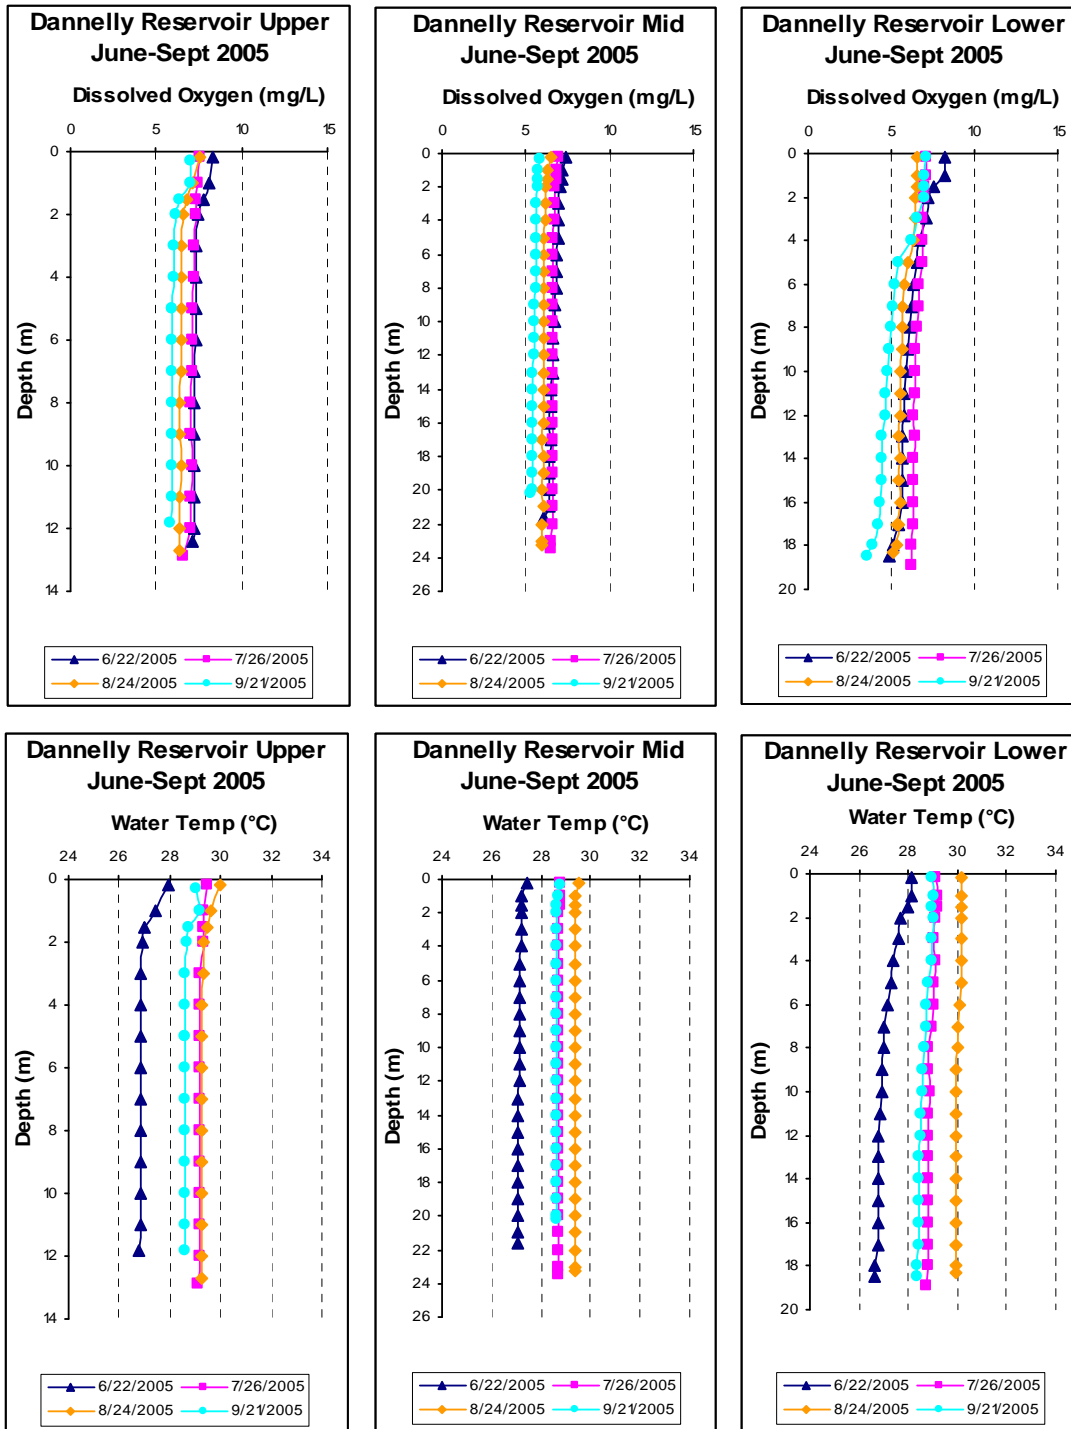 Dannelly Reservoir Upper
June-Sept 2005
Dissolved Oxygen (mg/L)
0 5 10 15
0
2
4
6
8
10
12
14
Depth (m)
6/22/2005 7/26/2005
8/24/2005 9/21/2005
Dannelly Reservoir Mid
June-Sept 2005
Dissolved Oxygen (mg/L)
0 5 10 15
0
2
4
6
8
10
12
14
16
18
20
22
24
26
Depth (m)
6/22/2005 7/26/2005
8/24/2005 9/21/2005
Dannelly Reservoir Lower
June-Sept 2005
Dissolved Oxygen (mg/L)
0 5 10 15
0
2
4
6
8
10
12
14
16
18
20
Depth (m)
6/22/2005 7/26/2005
8/24/2005 9/21/2005
Dannelly Reservoir Upper
June-Sept 2005
Water Temp (°C)
24 26 28 30 32 34
0
2
4
6
8
10
12
14
Depth (m)
6/22/2005 7/26/2005
8/24/2005 9/21/2005
Dannelly Reservoir Mid
June-Sept 2005
Water Temp (°C)
24 26 28 30 32 34
0
2
4
6
8
10
12
14
16
18
20
22
24
26
Depth (m)
6/22/2005 7/26/2005
8/24/2005 9/21/2005
Dannelly Reservoir Lower
June-Sept 2005
Water Temp (°C)
24 26 28 30 32 34
0
2
4
6
8
10
12
14
16
18
20
Depth (m)
6/22/2005 7/26/2005
8/24/2005 9/21/2005